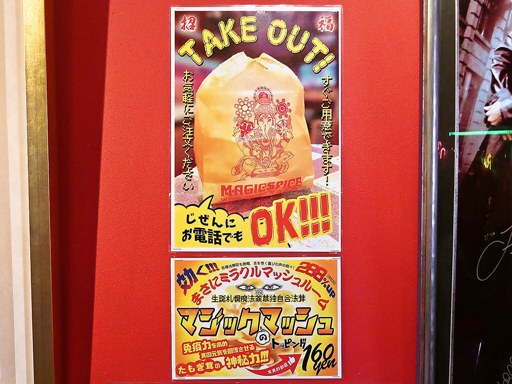 招
福
TAKE OUT!
すぐご用意できます!
お気軽にご注文ください
MAGICSPICE
じぜんに
お電話でも
OK!!!
効く!!!
まさにミラクルマッシュルーム
マジックマッシュ
の
トッピング
免疫力を高め
たもぎ茸の
神秘力!!!
160
yen